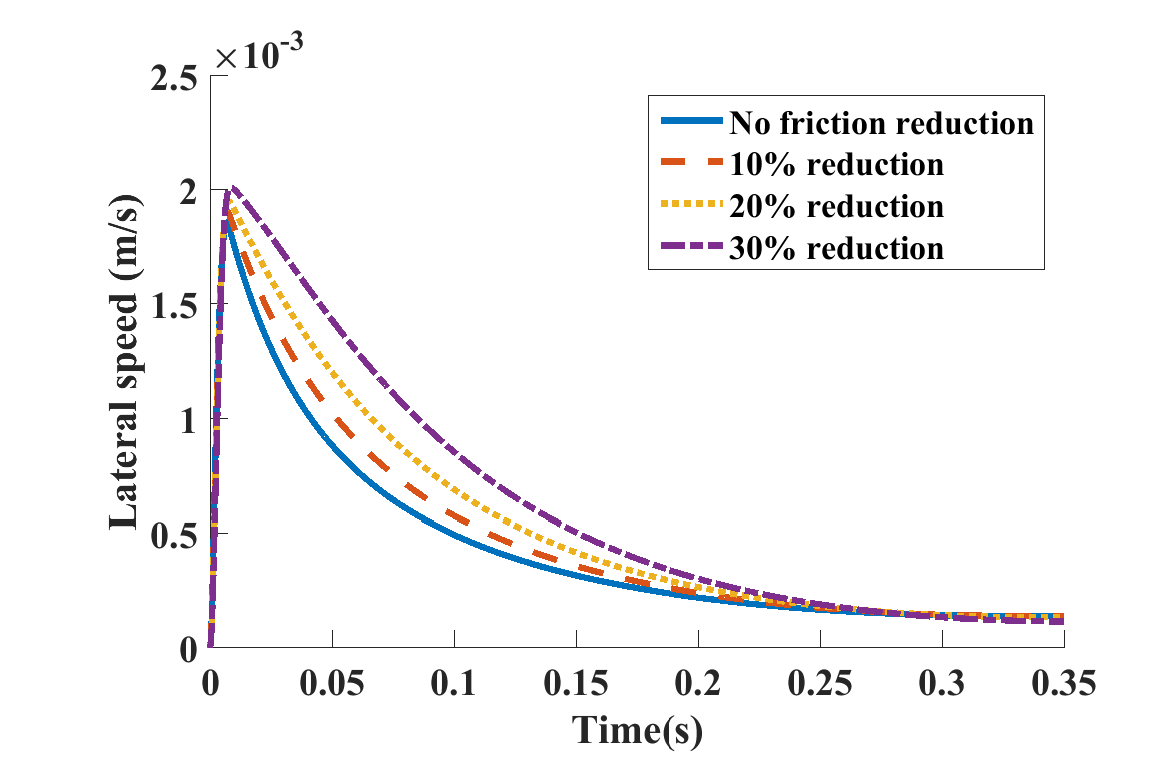 ×10-3
2.5
2
1.5
1
0.5
0
0 0.05 0.1 0.15 0.2 0.25 0.3 0.35
Lateral speed (m/s)
Time(s)
No friction reduction
10% reduction
20% reduction
30% reduction